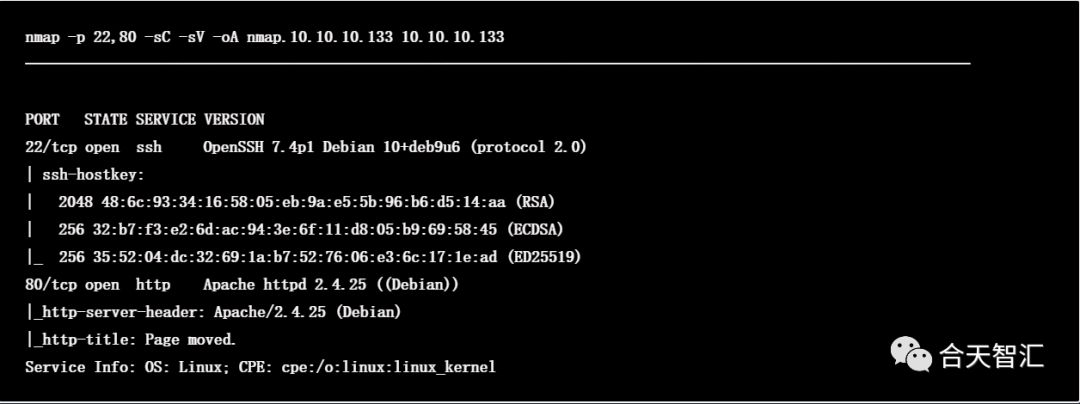 nmap -p 22,80 -sC -sV -oA nmap.10.10.10.133 10.10.10.133
PORT   STATE SERVICE VERSION
22/tcp open  ssh     OpenSSH 7.4p1 Debian 10+deb9u6 (protocol 2.0)
| ssh-hostkey:
|   2048 48:6c:93:34:16:58:05:eb:9a:e5:5b:96:b6:d5:14:aa (RSA)
|   256 32:b7:f3:e2:6d:ac:94:3e:6f:11:d8:05:b9:69:58:45 (ECDSA)
|_  256 35:52:04:dc:32:69:1a:b7:52:76:06:e3:6c:17:1e:ad (ED25519)
80/tcp open  http    Apache httpd 2.4.25 ((Debian))
|_http-server-header: Apache/2.4.25 (Debian)
|_http-title: Page moved.
Service Info: OS: Linux; CPE: cpe:/o:linux:linux_kernel
合天智汇